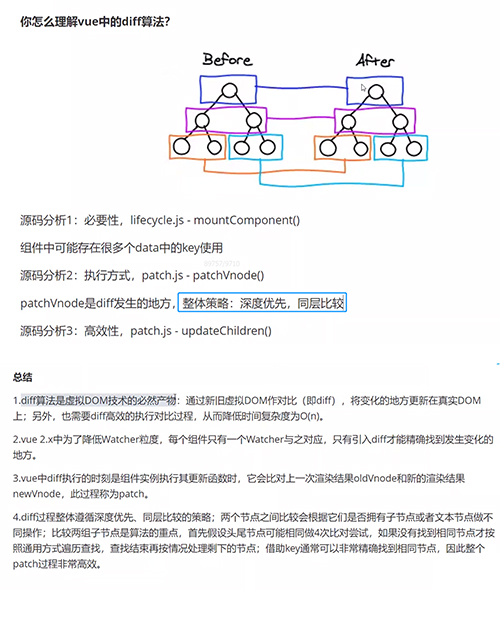 你怎么理解vue中的diff算法?
Before
After
源码分析1：必要性，lifecycle.js - mountComponent()
组件中可能存在很多个data中的key使用
源码分析2：执行方式，patch.js - patchVnode()
patchVnode是diff发生的地方，整体策略：深度优先，同层比较
源码分析3：高效性，patch.js - updateChildren()
总结
1.diff算法是虚拟DOM技术的必然产物：通过新旧虚拟DOM作对比（即diff），将变化的地方更新在真实DOM
上；另外，也需要diff高效的执行对比过程，从而降低时间复杂度为O(n)。
2.vue 2.x中为了降低Watcher粒度，每个组件只有一个Watcher与之对应，只有引入diff才能精确找到发生变化的
地方。
3.vue中diff执行的时刻是组件实例执行其更新函数时，它会比对上一次渲染结果oldVnode和新的渲染结果
newVnode，此过程称为patch。
4.diff过程整体遵循深度优先、同层比较的策略；两个节点之间比较会根据它们是否拥有子节点或者文本节点做不
同操作；比较两组子节点是算法的重点，首先假设头尾节点可能相同做4次比对尝试，如果没有找到相同节点才按
照通用方式遍历查找，查找结束再按情况处理剩下的节点；借助key通常可以非常精确找到相同节点，因此整个
patch过程非常高效。